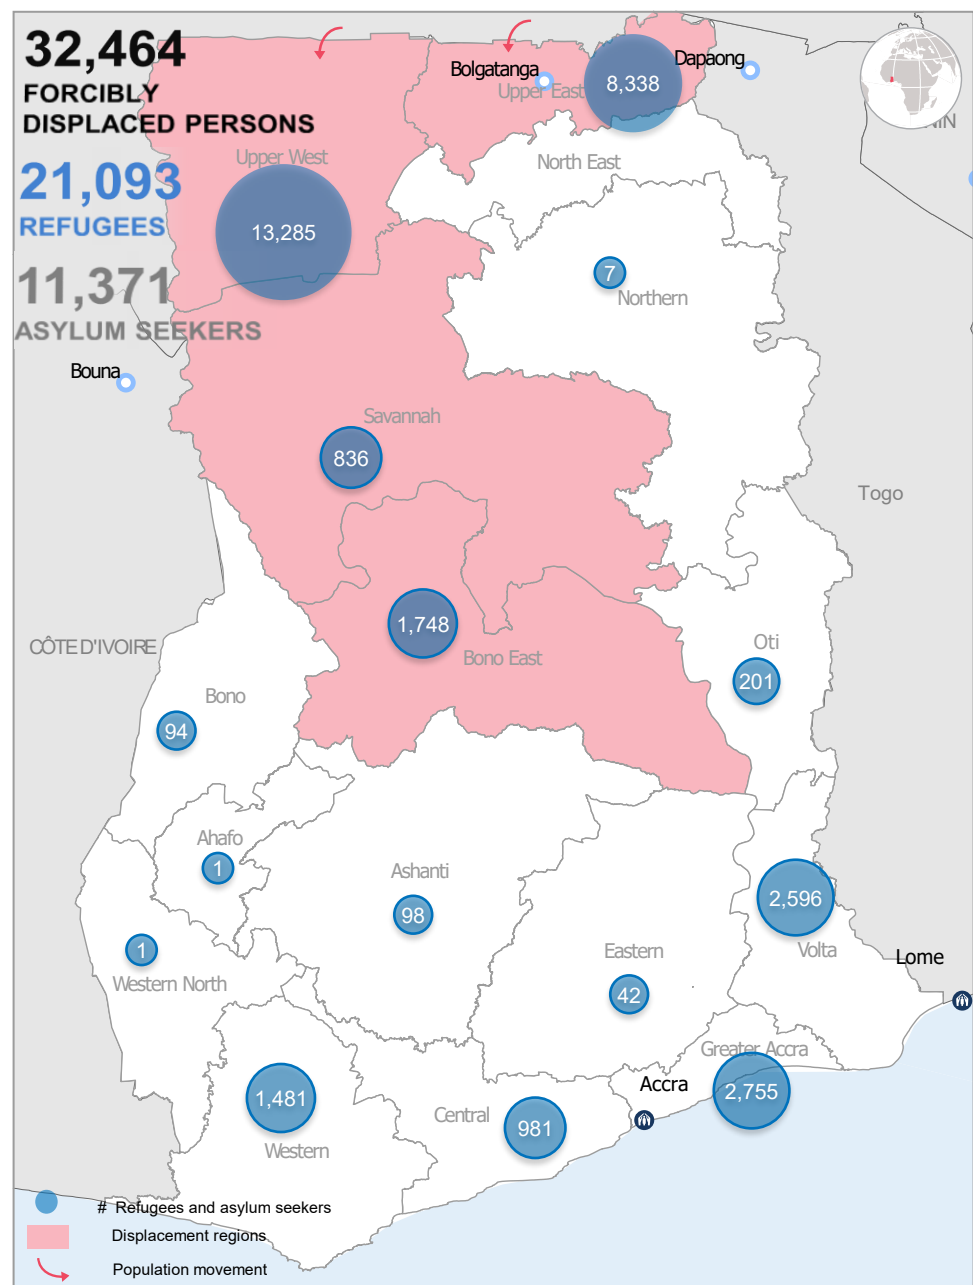 32,464
FORCIBLY
DISPLACED PERSONS
21,093
REFUGEES
11,371
ASYLUM SEEKERS
Bolgatanga
Dapaong
Upper East
8,338
NIN
North East
Upper West
13,285
7
Northern
Bouna
Savannah
836
Togo
1,748
Bono East
CÔTE D'IVOIRE
Oti
201
Bono
94
Ahafo
1
Ashanti
98
2,596
Volta
1
Western North
Eastern
42
Lome
Greater Accra
2,755
Accra
1,481
Western
Central
981
# Refugees and asylum seekers
Displacement regions
Population movement